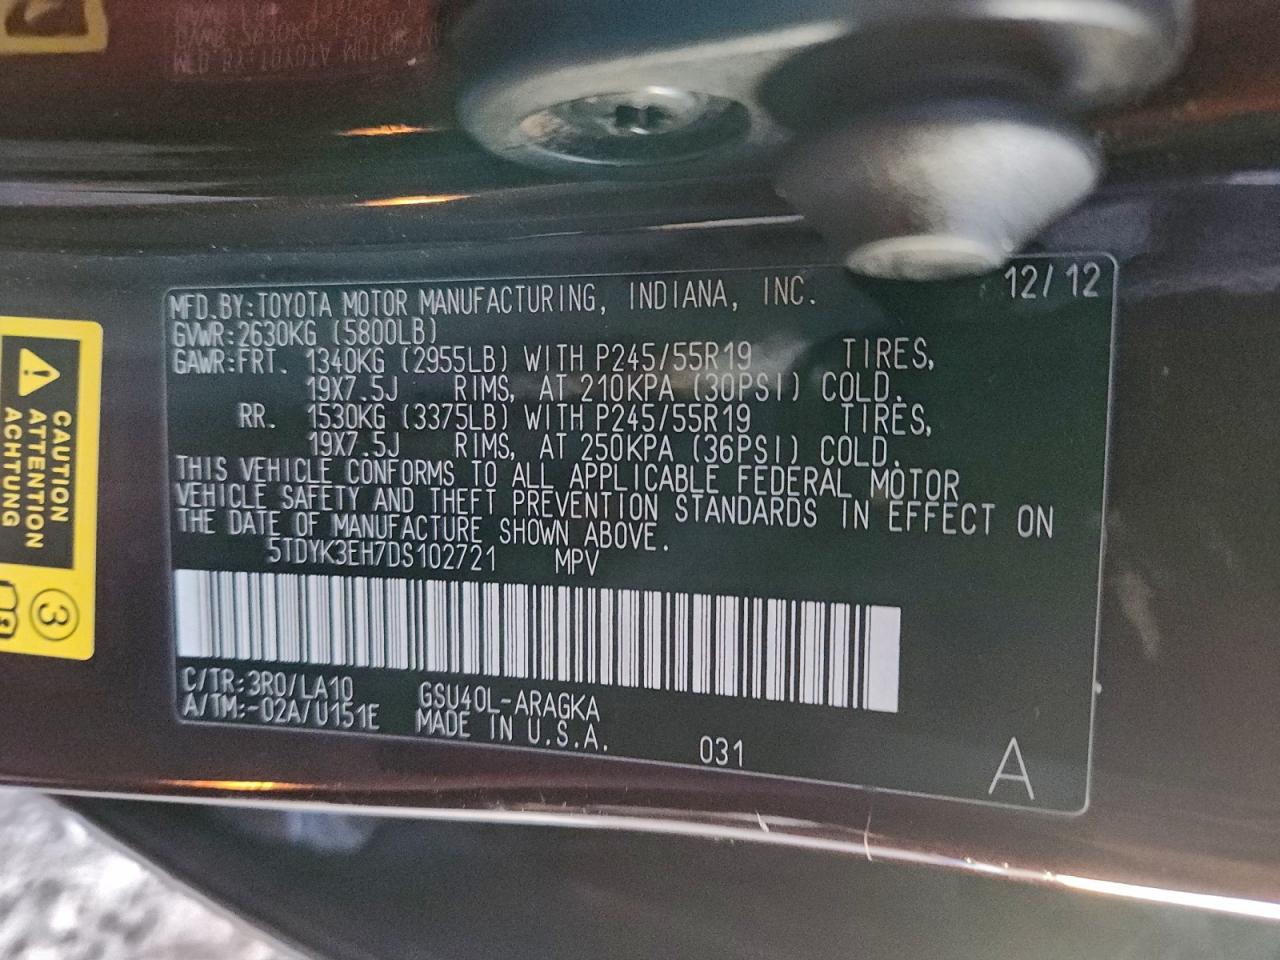 12/12
MFD.BY:TOYOTA MOTOR MANUFACTURING, INDIANA, INC.
GVWR:2630KG (5800LB)
GAWR:FRT. 1340KG (2955LB) WITH P245/55R19 TIRES,
19X7.5J RIMS, AT 210KPA (30PSI) COLD.
RR. 1530KG (3375LB) WITH P245/55R19 TIRES,
19X7.5J RIMS, AT 250KPA (36PSI) COLD.
THIS VEHICLE CONFORMS TO ALL APPLICABLE FEDERAL MOTOR
VEHICLE SAFETY AND THEFT PREVENTION STANDARDS IN EFFECT ON
THE DATE OF MANUFACTURE SHOWN ABOVE.
5TDYK3EH7DS102721 MPV
C/TR:3R0/LA10 GSU40L-ARAGKA
A/TM:-02A/U151E MADE IN U.S.A.
031
A
CAUTION
ATTENTION
ACHTUNG
3